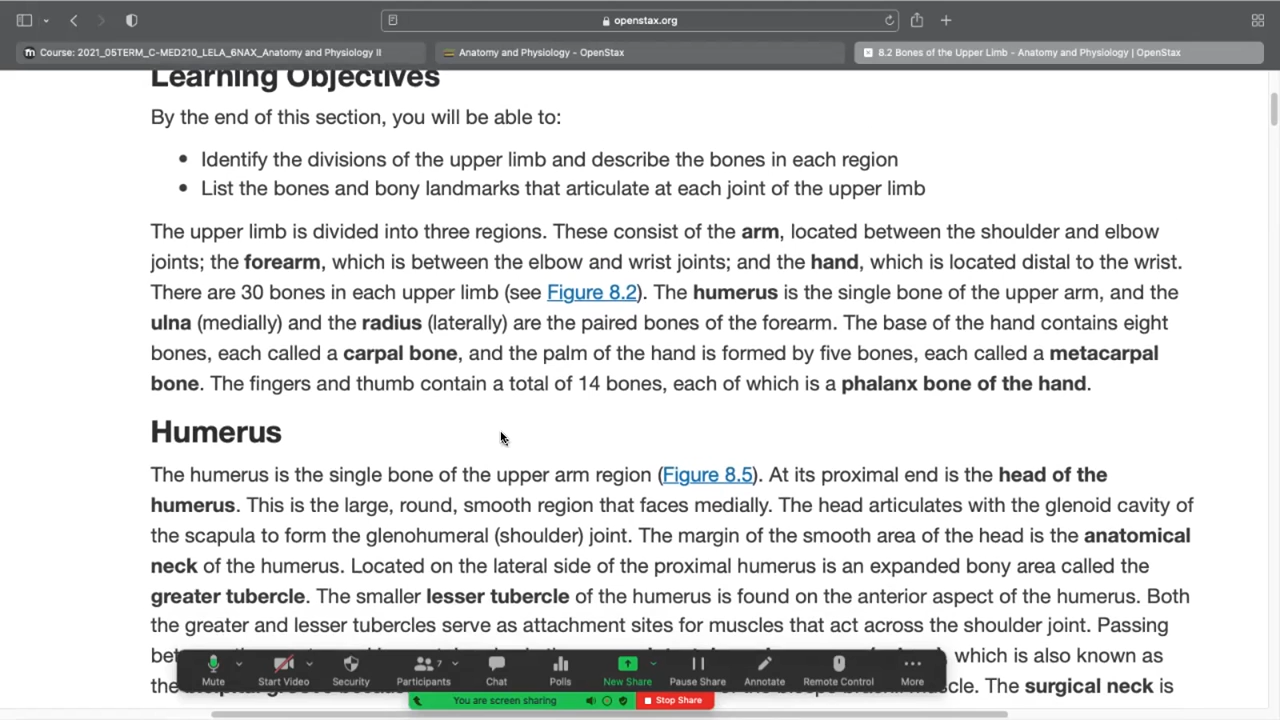 openstax.org
Course: 2021_05TERM_C-MED210_LELA_6NAX_Anatomy and Physiology II
Anatomy and Physiology - OpenStax
8.2 Bones of the Upper Limb - Anatomy and Physiology | OpenStax
Learning Objectives
By the end of this section, you will be able to:
• Identify the divisions of the upper limb and describe the bones in each region
• List the bones and bony landmarks that articulate at each joint of the upper limb
The upper limb is divided into three regions. These consist of the arm, located between the shoulder and elbow
joints; the forearm, which is between the elbow and wrist joints; and the hand, which is located distal to the wrist.
There are 30 bones in each upper limb (see Figure 8.2). The humerus is the single bone of the upper arm, and the
ulna (medially) and the radius (laterally) are the paired bones of the forearm. The base of the hand contains eight
bones, each called a carpal bone, and the palm of the hand is formed by five bones, each called a metacarpal
bone. The fingers and thumb contain a total of 14 bones, each of which is a phalanx bone of the hand.
Humerus
The humerus is the single bone of the upper arm region (Figure 8.5). At its proximal end is the head of the
humerus. This is the large, round, smooth region that faces medially. The head articulates with the glenoid cavity of
the scapula to form the glenohumeral (shoulder) joint. The margin of the smooth area of the head is the anatomical
neck of the humerus. Located on the lateral side of the proximal humerus is an expanded bony area called the
greater tubercle. The smaller lesser tubercle of the humerus is found on the anterior aspect of the humerus. Both
the greater and lesser tubercles serve as attachment sites for muscles that act across the shoulder joint. Passing
which is also known as
the
The surgical neck is
Mute
Start Video
Security
Participants 7
Chat
Polls
New Share
Pause Share
Annotate
Remote Control
More
You are screen sharing
Stop Share